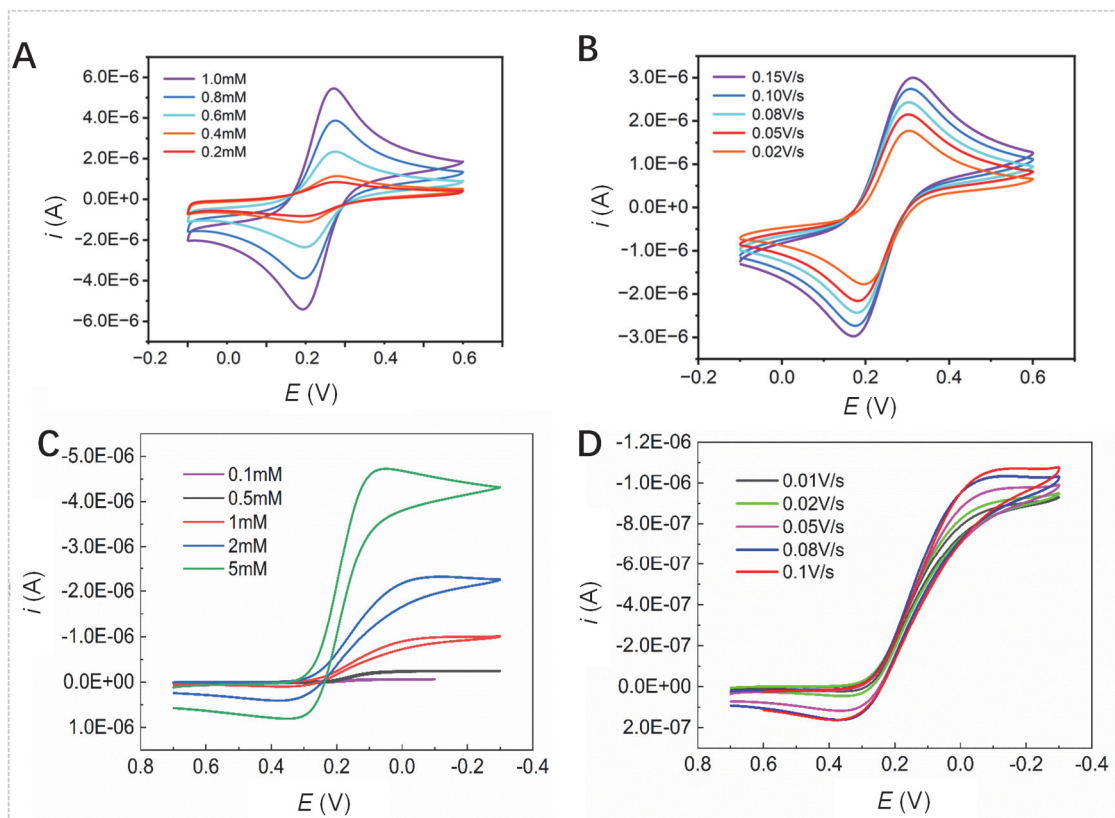 A
1.0mM
0.8mM
0.6mM
0.4mM
0.2mM
6.0E−6
4.0E−6
2.0E−6
0.00
−2.0E−6
−4.0E−6
−6.0E−6
i (A)
−0.2 0.0 0.2 0.4 0.6
E (V)
B
0.15V/s
0.10V/s
0.08V/s
0.05V/s
0.02V/s
3.0E−6
2.0E−6
1.0E−6
0.00
−1.0E−6
−2.0E−6
−3.0E−6
i (A)
−0.2 0.0 0.2 0.4 0.6
E (V)
C
0.1mM
0.5mM
1mM
2mM
5mM
-5.0E-06
-4.0E-06
-3.0E-06
-2.0E-06
-1.0E-06
0.0E+00
1.0E-06
i (A)
0.8 0.6 0.4 0.2 0.0 -0.2 -0.4
E (V)
D
0.01V/s
0.02V/s
0.05V/s
0.08V/s
0.1V/s
-1.2E-06
-1.0E-06
-8.0E-07
-6.0E-07
-4.0E-07
-2.0E-07
0.0E+00
2.0E-07
i (A)
0.8 0.6 0.4 0.2 0.0 -0.2 -0.4
E (V)